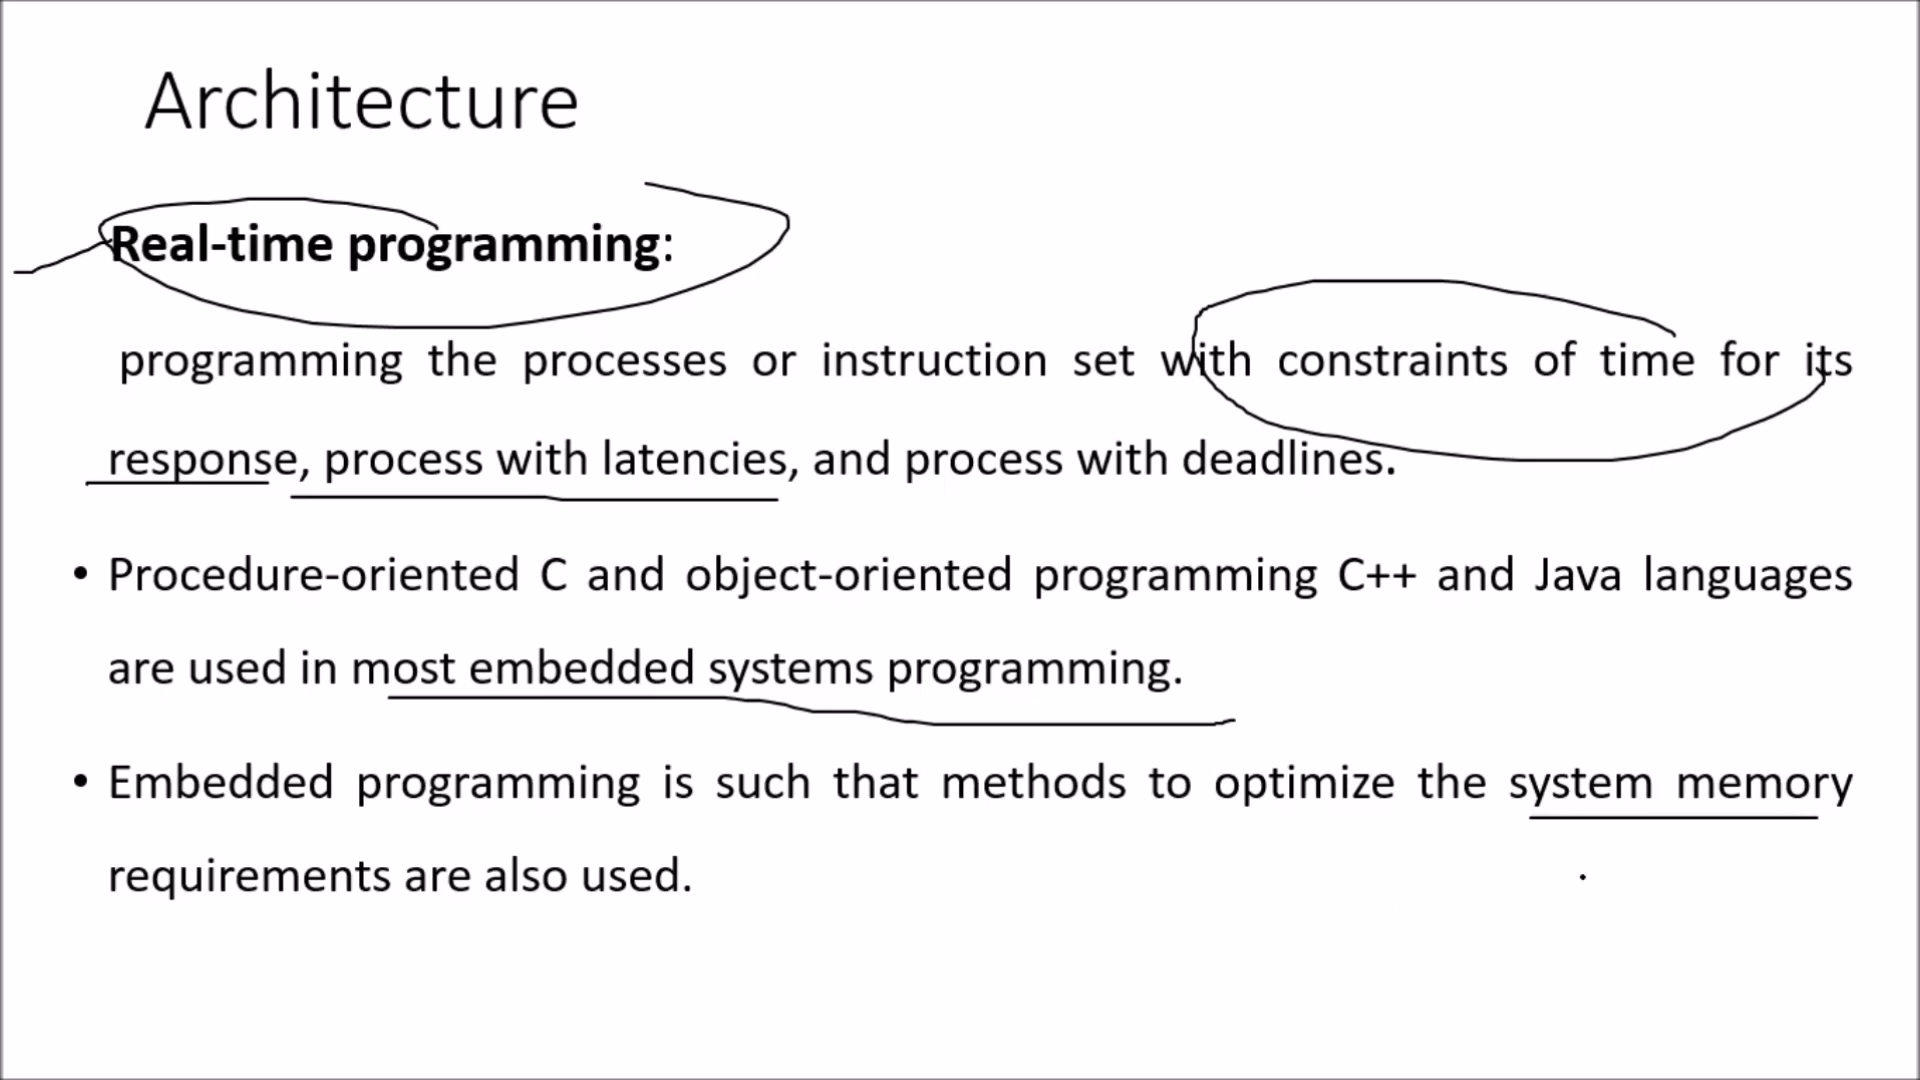 Architecture
Real-time programming:
programming the processes or instruction set with constraints of time for its
response, process with latencies, and process with deadlines.
• Procedure-oriented C and object-oriented programming C++ and Java languages
are used in most embedded systems programming.
• Embedded programming is such that methods to optimize the system memory
requirements are also used.